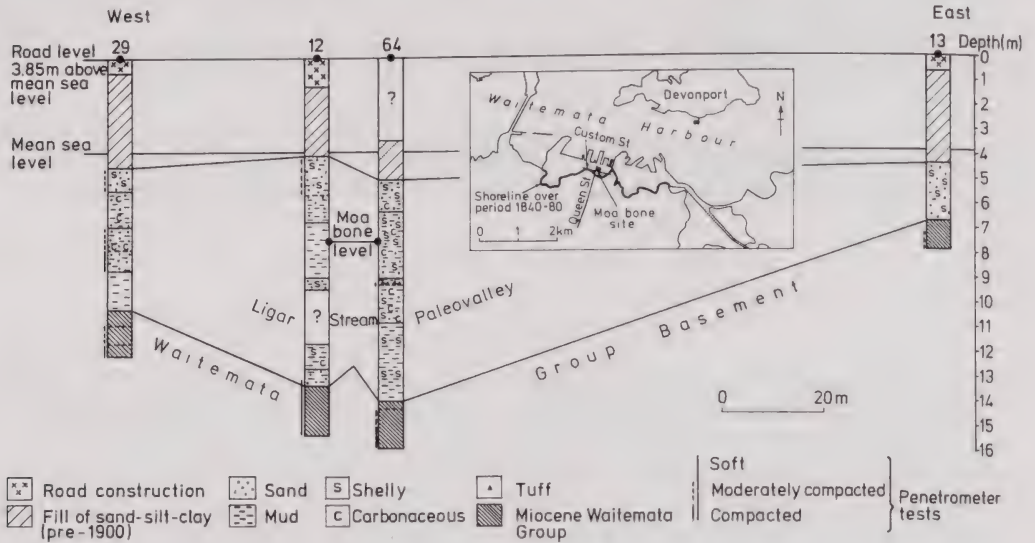 West
East
29
12
64
13
Depth(m)
Road level
3.85m above
mean sea
level
Mean sea
level
?
0
1
2
3
4
5
6
7
8
9
10
11
12
13
14
15
16
Waitemata
Harbour
Devonport
N
Custom St
Queen St
Shoreline over
period 1840-80
Moa bone
site
0 1 2km
Moa
bone
level
Ligar
?
Stream
Paleovalley
Waitemata
Group Basement
0 20m
Road construction
Sand
S Shelly
Tuff
Fill of sand-silt-clay
(pre-1900)
Mud
C Carbonaceous
Miocene Waitemata
Group
Soft
Moderately compacted
Compacted
Penetrometer
tests